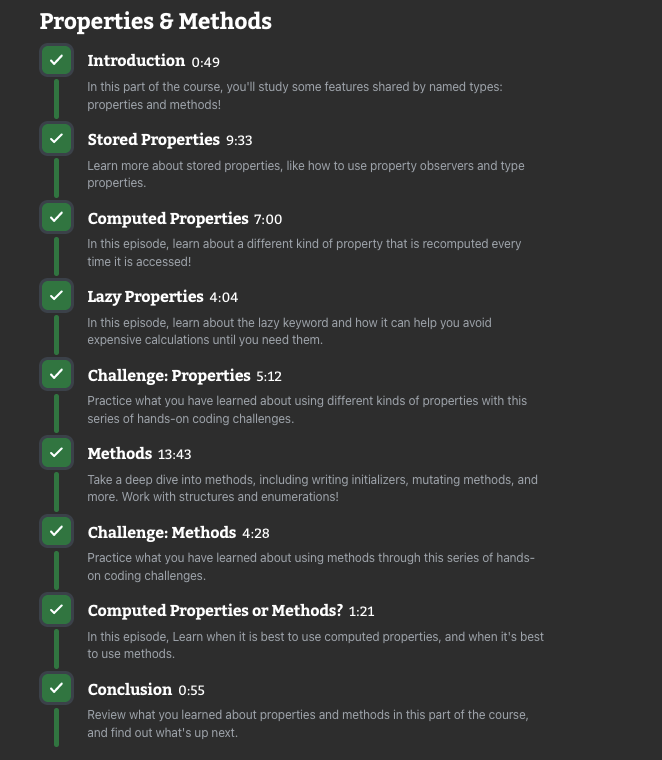 Properties & Methods
Introduction 0:49
In this part of the course, you'll study some features shared by named types:
properties and methods!
Stored Properties 9:33
Learn more about stored properties, like how to use property observers and type
properties.
Computed Properties 7:00
In this episode, learn about a different kind of property that is recomputed every
time it is accessed!
Lazy Properties 4:04
In this episode, learn about the lazy keyword and how it can help you avoid
expensive calculations until you need them.
Challenge: Properties 5:12
Practice what you have learned about using different kinds of properties with this
series of hands-on coding challenges.
Methods 13:43
Take a deep dive into methods, including writing initializers, mutating methods, and
more. Work with structures and enumerations!
Challenge: Methods 4:28
Practice what you have learned about using methods through this series of hands-
on coding challenges.
Computed Properties or Methods? 1:21
In this episode, Learn when it is best to use computed properties, and when it's best
to use methods.
Conclusion 0:55
Review what you learned about properties and methods in this part of the course,
and find out what's up next.